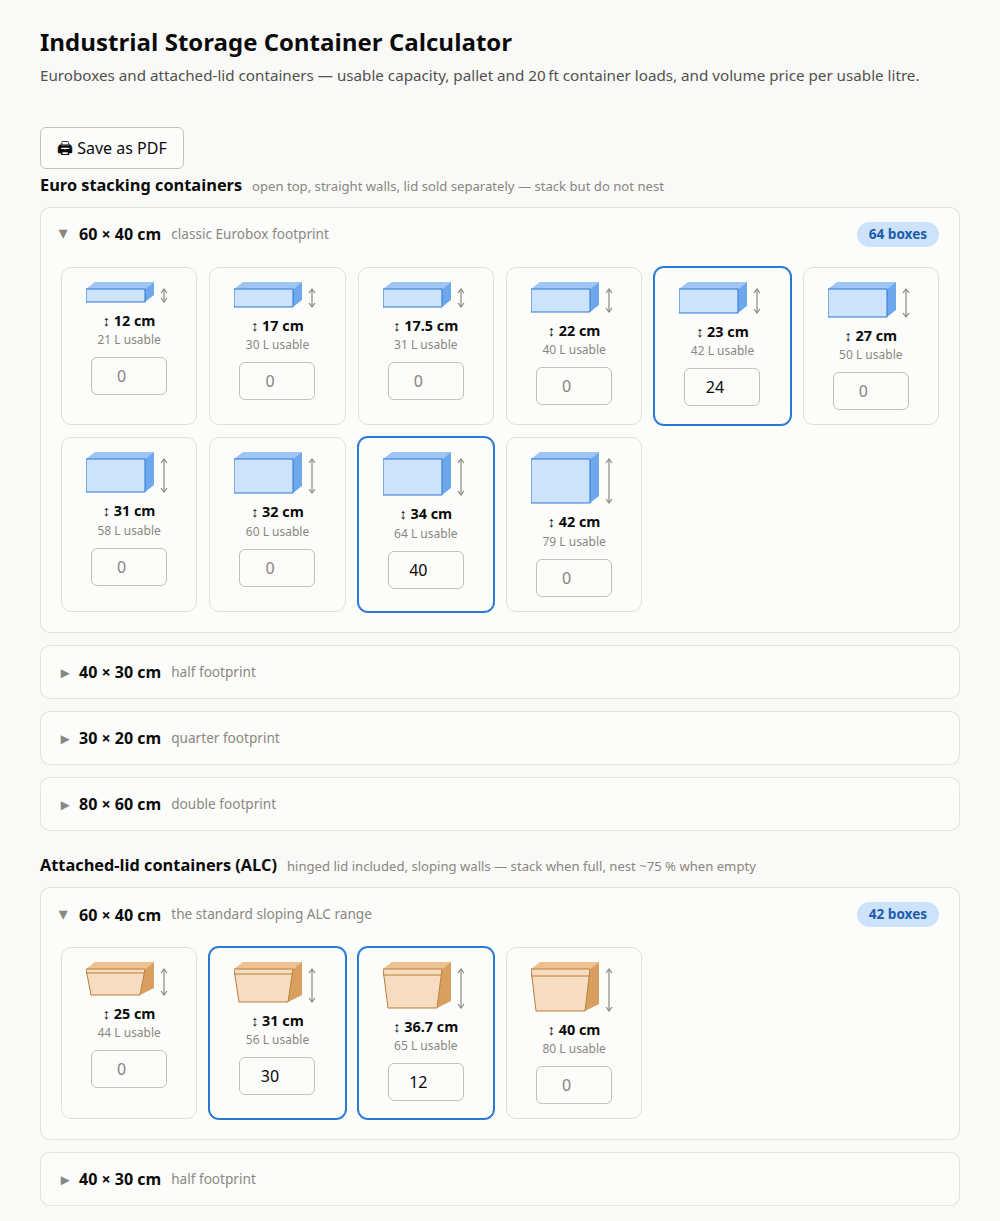 Industrial Storage Container Calculator
Euroboxes and attached-lid containers — usable capacity, pallet and 20 ft container loads, and volume price per usable litre.
🖨 Save as PDF
Euro stacking containers open top, straight walls, lid sold separately — stack but do not nest
▼ 60 × 40 cm classic Eurobox footprint 64 boxes
↕ 12 cm
21 L usable
0
↕ 17 cm
30 L usable
0
↕ 17.5 cm
31 L usable
0
↕ 22 cm
40 L usable
0
↕ 23 cm
42 L usable
24
↕ 27 cm
50 L usable
0
↕ 31 cm
58 L usable
0
↕ 32 cm
60 L usable
0
↕ 34 cm
64 L usable
40
↕ 42 cm
79 L usable
0
▶ 40 × 30 cm half footprint
▶ 30 × 20 cm quarter footprint
▶ 80 × 60 cm double footprint
Attached-lid containers (ALC) hinged lid included, sloping walls — stack when full, nest ~75 % when empty
▼ 60 × 40 cm the standard sloping ALC range 42 boxes
↕ 25 cm
44 L usable
0
↕ 31 cm
56 L usable
30
↕ 36.7 cm
65 L usable
12
↕ 40 cm
80 L usable
0
▶ 40 × 30 cm half footprint